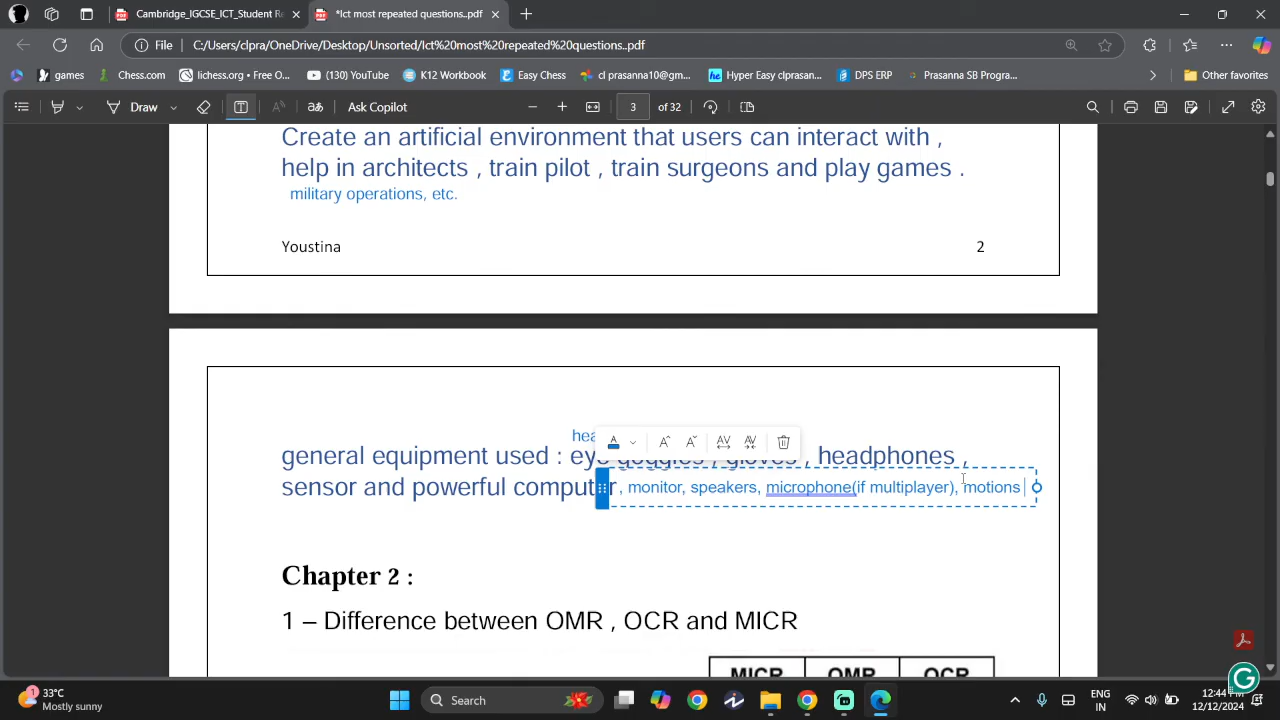 Cambridge_IGCSE_ICT_Student Re
*Ict most repeated questions..pdf
File
C:/Users/clpra/OneDrive/Desktop/Unsorted/Ict%20most%20repeated%20questions..pdf
games
Chess.com
lichess.org • Free O...
(130) YouTube
K12 Workbook
Easy Chess
cl prasanna10@gm...
Hyper Easy clprasan...
DPS ERP
Prasanna SB Progra...
Other favorites
Draw
Ask Copilot
3
of 32
Create an artificial environment that users can interact with ,
help in architects , train pilot , train surgeons and play games .
military operations, etc.
Youstina
2
hea
general equipment used : eye goggles , gloves , headphones ,
sensor and powerful computer , monitor, speakers, microphone(if multiplayer), motions
Chapter 2 :
1 – Difference between OMR , OCR and MICR
MICR OMR OCR
33°C
Mostly sunny
1
Search
ENG
IN
12:44 PM
12/12/2024